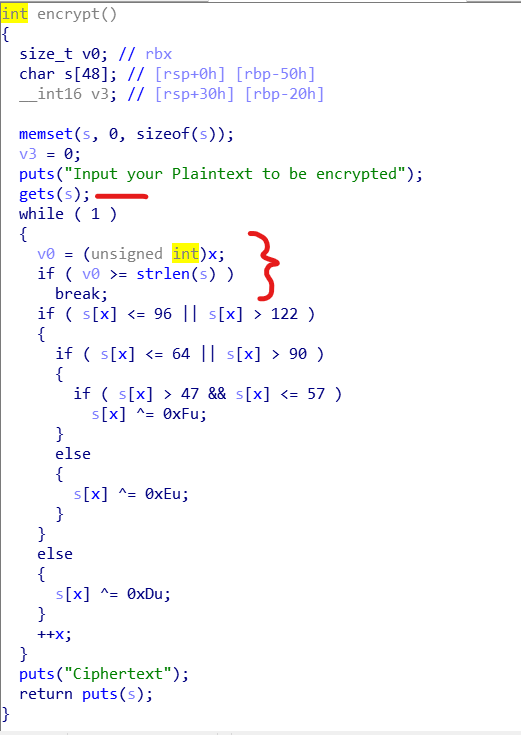 int encrypt()
{
  size_t v0; // rbx
  char s[48]; // [rsp+0h] [rbp-50h]
  __int16 v3; // [rsp+30h] [rbp-20h]

  memset(s, 0, sizeof(s));
  v3 = 0;
  puts("Input your Plaintext to be encrypted");
  gets(s);
  while ( 1 )
  {
    v0 = (unsigned int)x;
    if ( v0 >= strlen(s) )
      break;
    if ( s[x] <= 96 || s[x] > 122 )
    {
      if ( s[x] <= 64 || s[x] > 90 )
      {
        if ( s[x] > 47 && s[x] <= 57 )
          s[x] ^= 0xFu;
      }
      else
      {
        s[x] ^= 0xEu;
      }
    }
    else
    {
      s[x] ^= 0xDu;
    }
    ++x;
  }
  puts("Ciphertext");
  return puts(s);
}